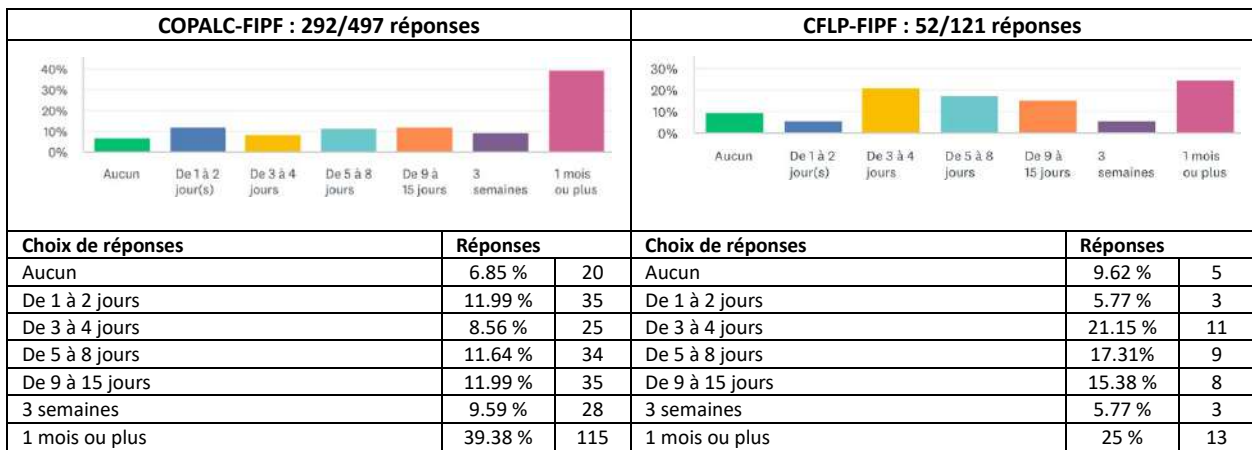 COPALC-FIPF : 292/497 réponses CFLP-FIPF : 52/121 réponses
40%
30%
20%
10%
0%
Aucun De 1 à 2 jour(s) De 3 à 4 jours De 5 à 8 jours De 9 à 15 jours 3 semaines 1 mois ou plus
30%
20%
10%
0%
Aucun De 1 à 2 jour(s) De 3 à 4 jours De 5 à 8 jours De 9 à 15 jours 3 semaines 1 mois ou plus
Choix de réponses Réponses Choix de réponses Réponses
Aucun 6.85 % 20 Aucun 9.62 % 5
De 1 à 2 jours 11.99 % 35 De 1 à 2 jours 5.77 % 3
De 3 à 4 jours 8.56 % 25 De 3 à 4 jours 21.15 % 11
De 5 à 8 jours 11.64 % 34 De 5 à 8 jours 17.31% 9
De 9 à 15 jours 11.99 % 35 De 9 à 15 jours 15.38 % 8
3 semaines 9.59 % 28 3 semaines 5.77 % 3
1 mois ou plus 39.38 % 115 1 mois ou plus 25 % 13